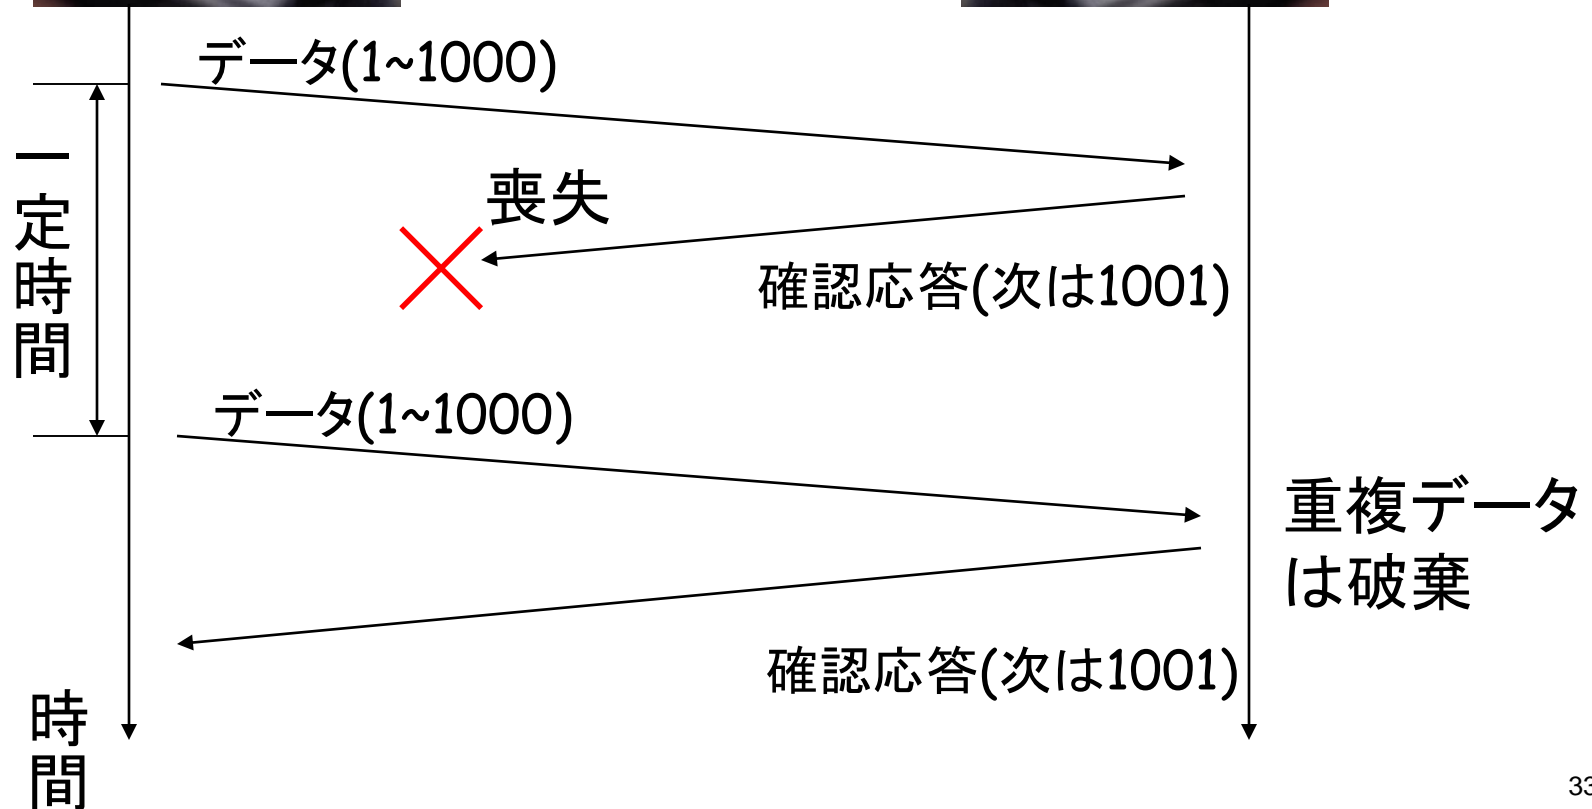 データ(1~1000)
一定時間
喪失
確認応答(次は1001)
データ(1~1000)
重複データ
は破棄
確認応答(次は1001)
時間
33